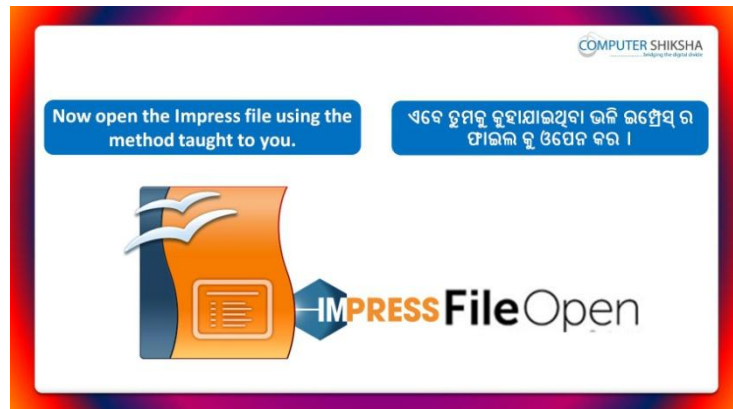 COMPUTER SHIKSHA
bridging the digital divide
Now open the Impress file using the
method taught to you.
ଏବେ ତୁମକୁ କୁହାଯାଇଥିବା ଭଳି ଇମ୍ପ୍ରେସ୍ ର
ଫାଇଲ କୁ ଓପେନ କର ।
IMPRESS File Open